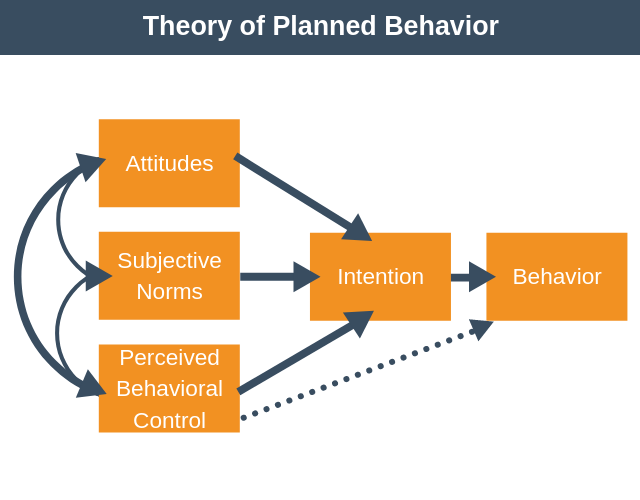 Theory of Planned Behavior
Attitudes
Subjective
Norms
Perceived
Behavioral
Control
Intention
Behavior